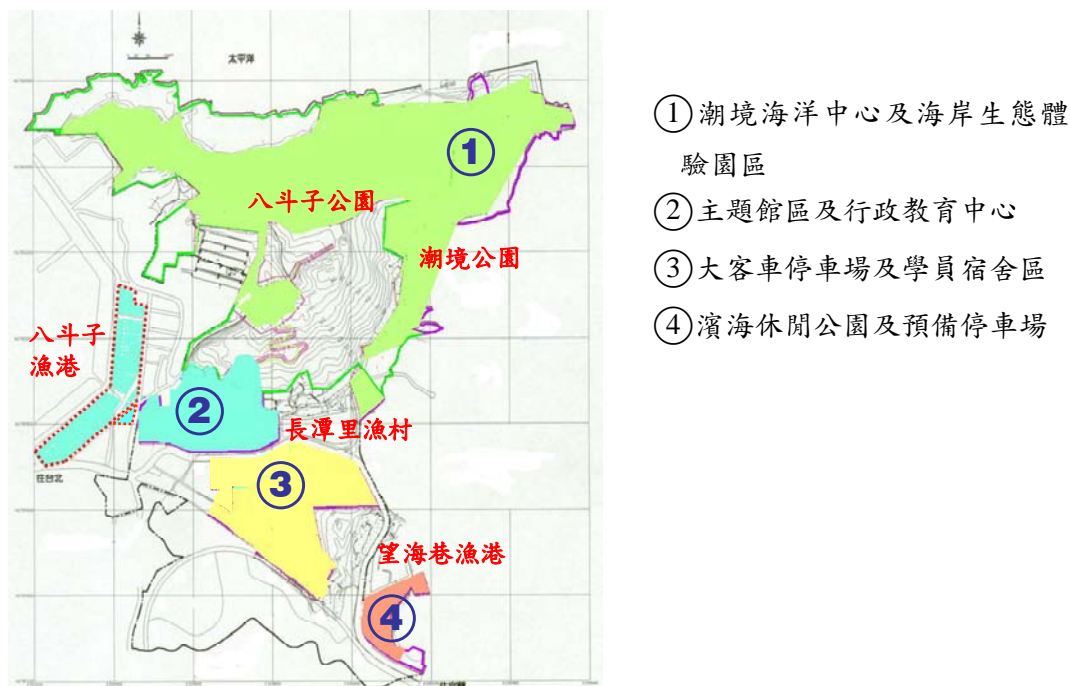 太平洋
①
八斗子公園
潮境公園
八斗子
漁港
②
長潭里漁村
③
往台北
望海巷漁港
④
①潮境海洋中心及海岸生態體
驗園區
②主題館區及行政教育中心
③大客車停車場及學員宿舍區
④濱海休閒公園及預備停車場